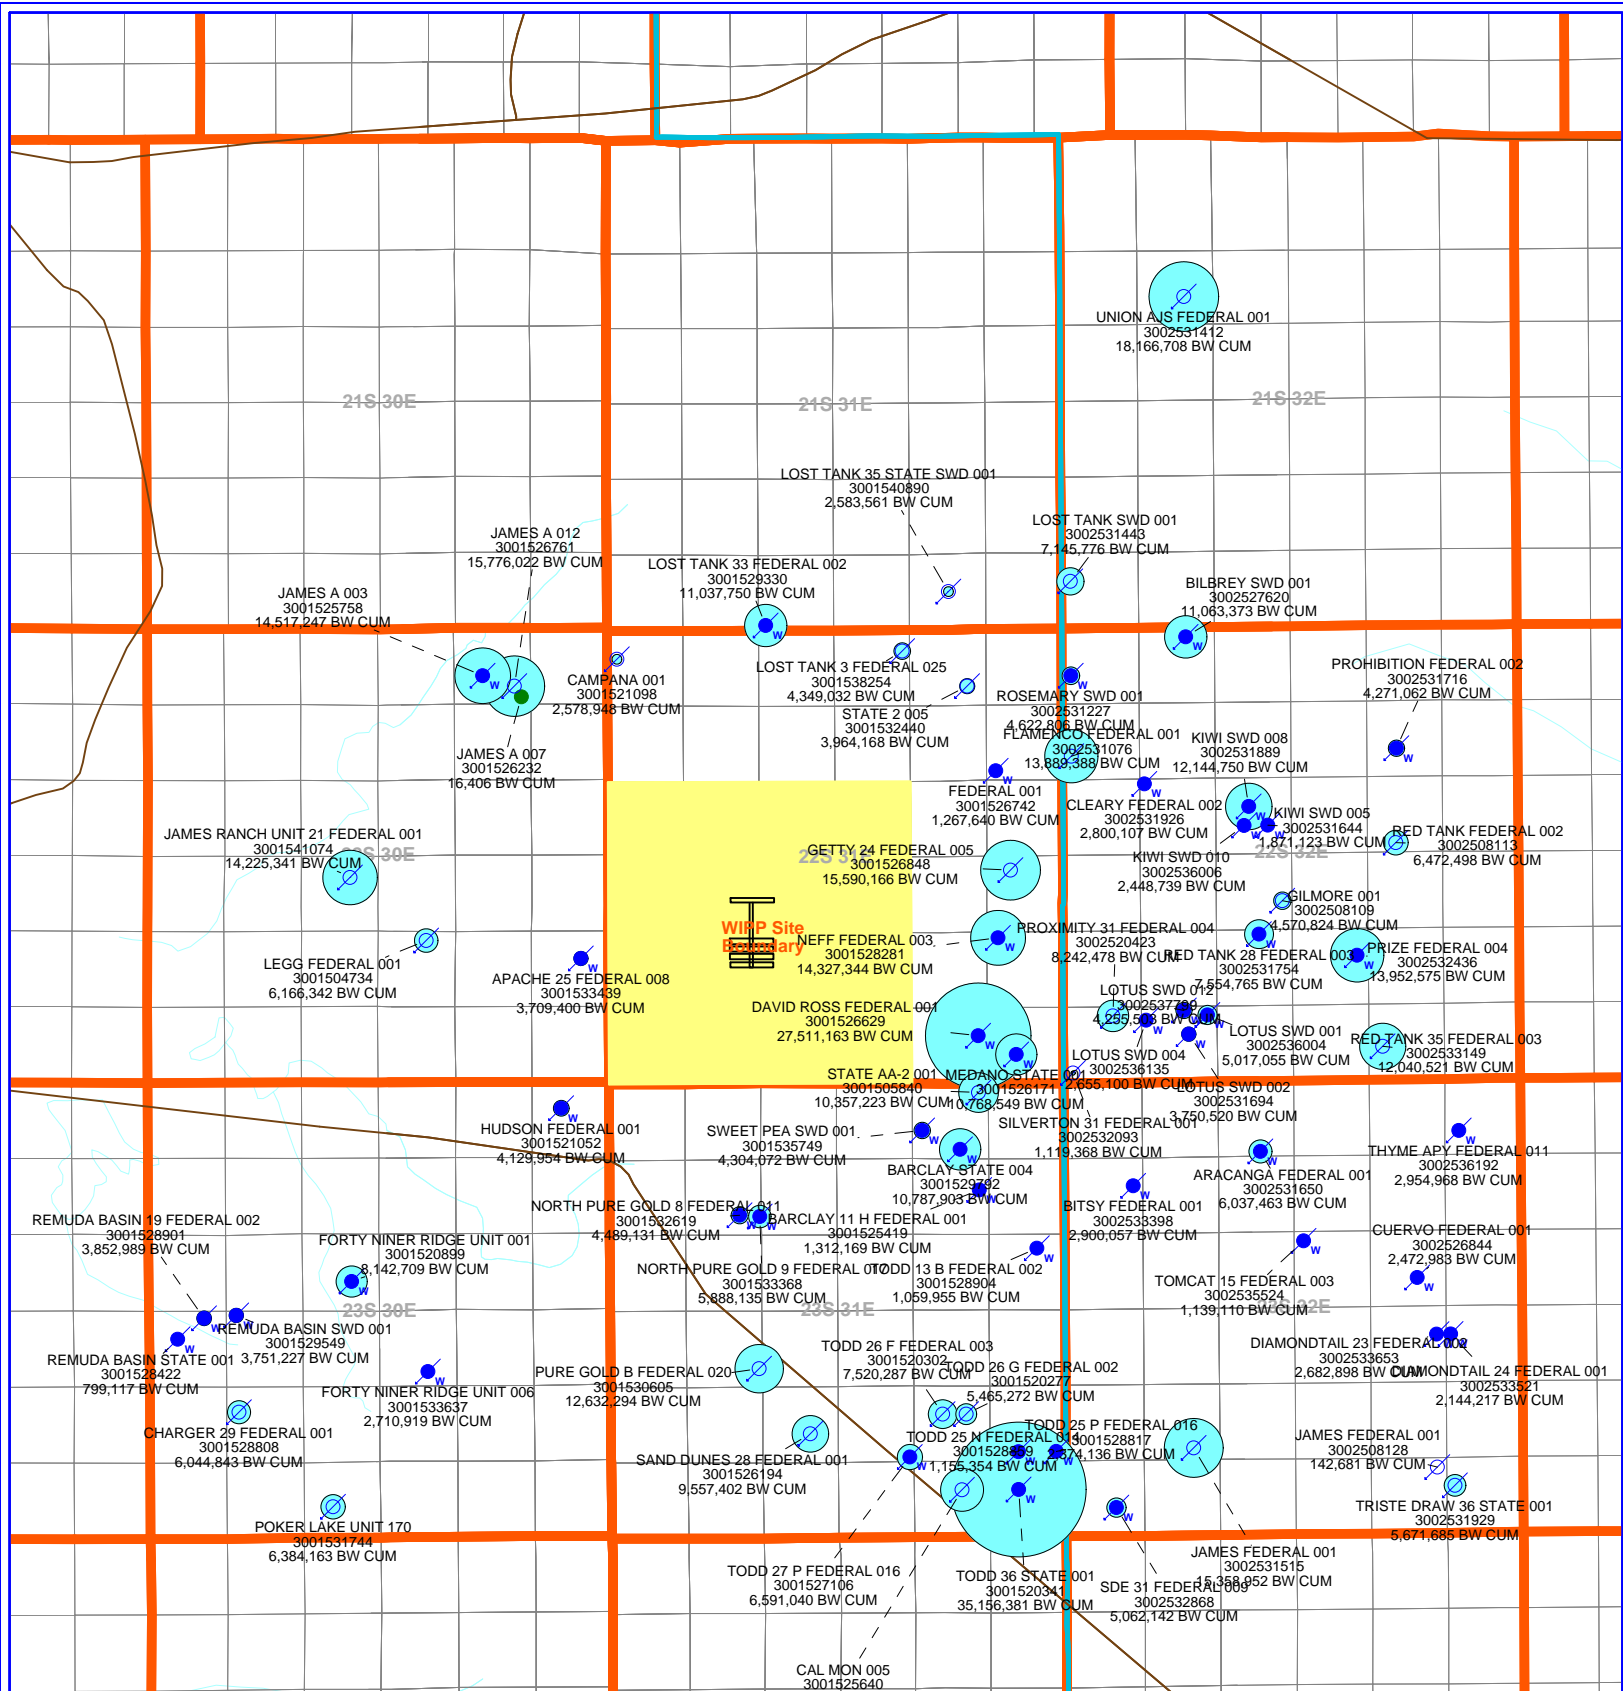 UNION AJS FEDERAL 001
3002531412
18,166,708 BW CUM
21S 30E
21S 31E
21S 32E
LOST TANK 35 STATE SWD 001
3001540890
2,583,561 BW CUM
JAMES A 012
3001526761
15,776,022 BW CUM
LOST TANK SWD 001
3002531443
7,145,776 BW CUM
LOST TANK 33 FEDERAL 002
3001529330
11,037,750 BW CUM
BILBREY SWD 001
3002527620
11,063,373 BW CUM
JAMES A 003
3001525758
14,517,247 BW CUM
CAMPANA 001
3001521098
2,578,948 BW CUM
LOST TANK 3 FEDERAL 025
3001538254
4,349,032 BW CUM
PROHIBITION FEDERAL 002
3002531716
4,271,062 BW CUM
STATE 2 005
3001532440
3,964,168 BW CUM
ROSEMARY SWD 001
3002531227
4,622,806 BW CUM
FLAMENCO FEDERAL 001
3002531076
13,889,388 BW CUM
KIWI SWD 008
3002531889
12,144,750 BW CUM
JAMES A 007
3001526232
16,406 BW CUM
FEDERAL 001
3001526742
1,267,640 BW CUM
CLEARY FEDERAL 002
3002531926
2,800,107 BW CUM
KIWI SWD 005
3002531644
1,871,123 BW CUM
RED TANK FEDERAL 002
3002508113
6,472,498 BW CUM
JAMES RANCH UNIT 21 FEDERAL 001
3001541074
14,225,341 BW CUM
22S 30E
22S 31E
22S 32E
GETTY 24 FEDERAL 005
3001526848
15,590,166 BW CUM
KIWI SWD 010
3002536006
2,448,739 BW CUM
GILMORE 001
3002508109
4,570,824 BW CUM
WIPP Site
Boundary
NEFF FEDERAL 003
3001528281
14,327,344 BW CUM
PROXIMITY 31 FEDERAL 004
3002520423
8,242,478 BW CUM
RED TANK 28 FEDERAL 003
3002531754
7,554,765 BW CUM
PRIZE FEDERAL 004
3002532436
13,952,575 BW CUM
LEGG FEDERAL 001
3001504734
6,166,342 BW CUM
APACHE 25 FEDERAL 008
3001533439
3,709,400 BW CUM
LOTUS SWD 012
DAVID ROSS FEDERAL 001
3001526629
27,511,163 BW CUM
LOTUS SWD 001
3002536004
5,017,055 BW CUM
RED TANK 35 FEDERAL 003
3002533149
12,040,521 BW CUM
LOTUS SWD 004
3002536135
2,655,100 BW CUM
STATE AA-2 001
3001505840
10,357,223 BW CUM
MEDANO STATE 001
3001526171
10,768,549 BW CUM
LOTUS SWD 002
3002531694
3,750,520 BW CUM
SILVERTON 31 FEDERAL 001
3002532093
1,119,368 BW CUM
HUDSON FEDERAL 001
3001521052
4,129,954 BW CUM
SWEET PEA SWD 001
3001535749
4,304,072 BW CUM
THYME APY FEDERAL 011
3002536192
2,954,968 BW CUM
BARCLAY STATE 004
3001529792
10,787,903 BW CUM
ARACANGA FEDERAL 001
3002531650
6,037,463 BW CUM
NORTH PURE GOLD 8 FEDERAL 011
3001532619
4,489,131 BW CUM
BARCLAY 11 H FEDERAL 001
3001525419
1,312,169 BW CUM
BITSY FEDERAL 001
3002533398
2,900,057 BW CUM
REMUDA BASIN 19 FEDERAL 002
3001528901
3,852,989 BW CUM
FORTY NINER RIDGE UNIT 001
3001520899
8,142,709 BW CUM
CUERVO FEDERAL 001
3002526844
2,472,983 BW CUM
NORTH PURE GOLD 9 FEDERAL 017
3001533368
5,888,135 BW CUM
TODD 13 B FEDERAL 002
3001528904
1,059,955 BW CUM
TOMCAT 15 FEDERAL 003
3002535524
1,139,110 BW CUM
23S 30E
23S 31E
23S 32E
REMUDA BASIN SWD 001
3001529549
3,751,227 BW CUM
REMUDA BASIN STATE 001
3001528422
799,117 BW CUM
DIAMONDTAIL 23 FEDERAL 002
3002533653
2,682,898 BW CUM
TODD 26 F FEDERAL 003
3001520302
7,520,287 BW CUM
TODD 26 G FEDERAL 002
3001520277
5,465,272 BW CUM
DIAMONDTAIL 24 FEDERAL 001
3002533521
2,144,217 BW CUM
PURE GOLD B FEDERAL 020
3001530605
12,632,294 BW CUM
FORTY NINER RIDGE UNIT 006
3001533637
2,710,919 BW CUM
CHARGER 29 FEDERAL 001
3001528808
6,044,843 BW CUM
TODD 25 P FEDERAL 016
3001528817
TODD 25 N FEDERAL
1,155,354 BW CUM
JAMES FEDERAL 001
3002508128
142,681 BW CUM
SAND DUNES 28 FEDERAL 001
3001526194
9,557,402 BW CUM
TRISTE DRAW 36 STATE 001
3002531929
5,671,685 BW CUM
POKER LAKE UNIT 170
3001531744
6,384,163 BW CUM
JAMES FEDERAL 001
3002531515
15,358,952 BW CUM
TODD 27 P FEDERAL 016
3001527106
6,591,040 BW CUM
TODD 36 STATE 001
3001520341
35,156,381 BW CUM
SDE 31 FEDERAL 009
3002532868
5,062,142 BW CUM
CAL MON 005
3001525640